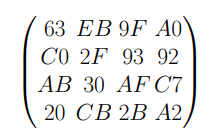 63 EB 9F A0
C0 2F 93 92
AB 30 AF C7
20 CB 2B A2